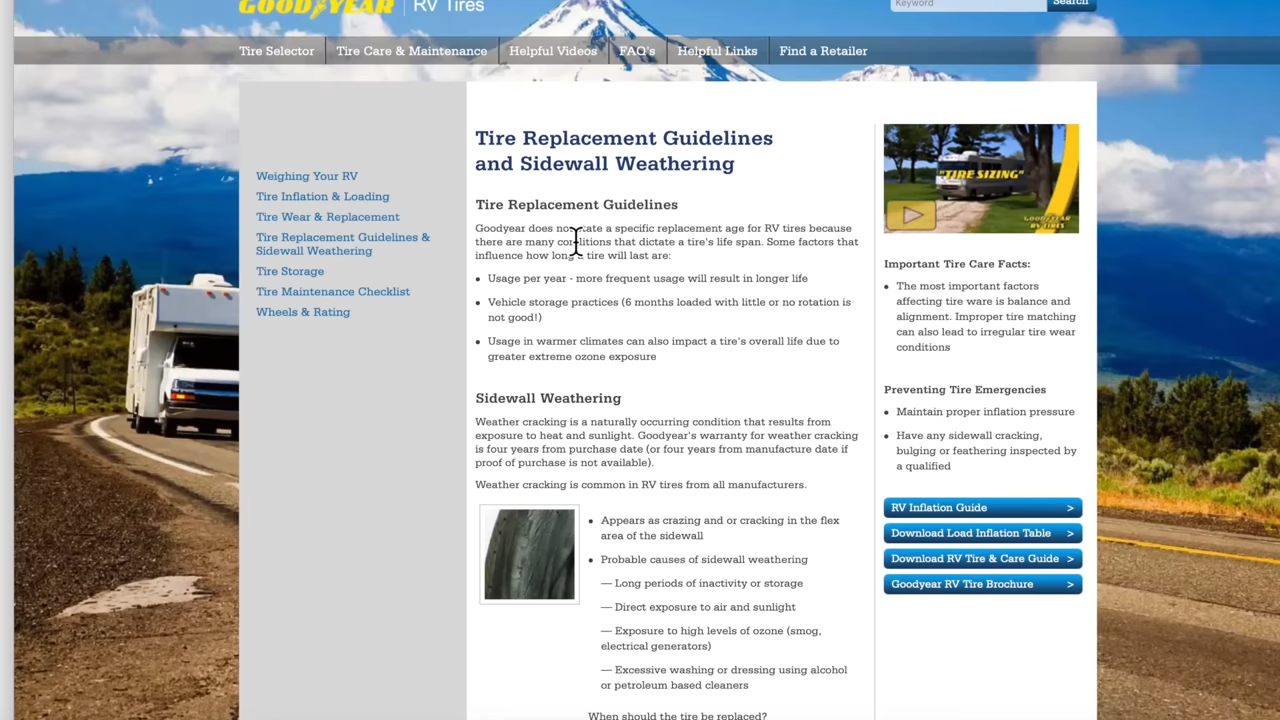 GOODYEAR | RV Tires
Keyword
Search
Tire Selector
Tire Care & Maintenance
Helpful Videos
FAQ's
Helpful Links
Find a Retailer
Weighing Your RV
Tire Inflation & Loading
Tire Wear & Replacement
Tire Replacement Guidelines &
Sidewall Weathering
Tire Storage
Tire Maintenance Checklist
Wheels & Rating
Tire Replacement Guidelines
and Sidewall Weathering
Tire Replacement Guidelines
Goodyear does not state a specific replacement age for RV tires because
there are many conditions that dictate a tire's life span. Some factors that
influence how long a tire will last are:
• Usage per year - more frequent usage will result in longer life
• Vehicle storage practices (6 months loaded with little or no rotation is
not good!)
• Usage in warmer climates can also impact a tire's overall life due to
greater extreme ozone exposure
Sidewall Weathering
Weather cracking is a naturally occurring condition that results from
exposure to heat and sunlight. Goodyear's warranty for weather cracking
is four years from purchase date (or four years from manufacture date if
proof of purchase is not available).
Weather cracking is common in RV tires from all manufacturers.
• Appears as crazing and or cracking in the flex
area of the sidewall
• Probable causes of sidewall weathering
— Long periods of inactivity or storage
— Direct exposure to air and sunlight
— Exposure to high levels of ozone (smog,
electrical generators)
— Excessive washing or dressing using alcohol
or petroleum based cleaners
When should the tire be replaced?
"TIRE SIZING"
GOODYEAR
RV TIRES
Important Tire Care Facts:
• The most important factors
affecting tire ware is balance and
alignment. Improper tire matching
can also lead to irregular tire wear
conditions
Preventing Tire Emergencies
• Maintain proper inflation pressure
• Have any sidewall cracking,
bulging or feathering inspected by
a qualified
RV Inflation Guide >
Download Load Inflation Table >
Download RV Tire & Care Guide >
Goodyear RV Tire Brochure >